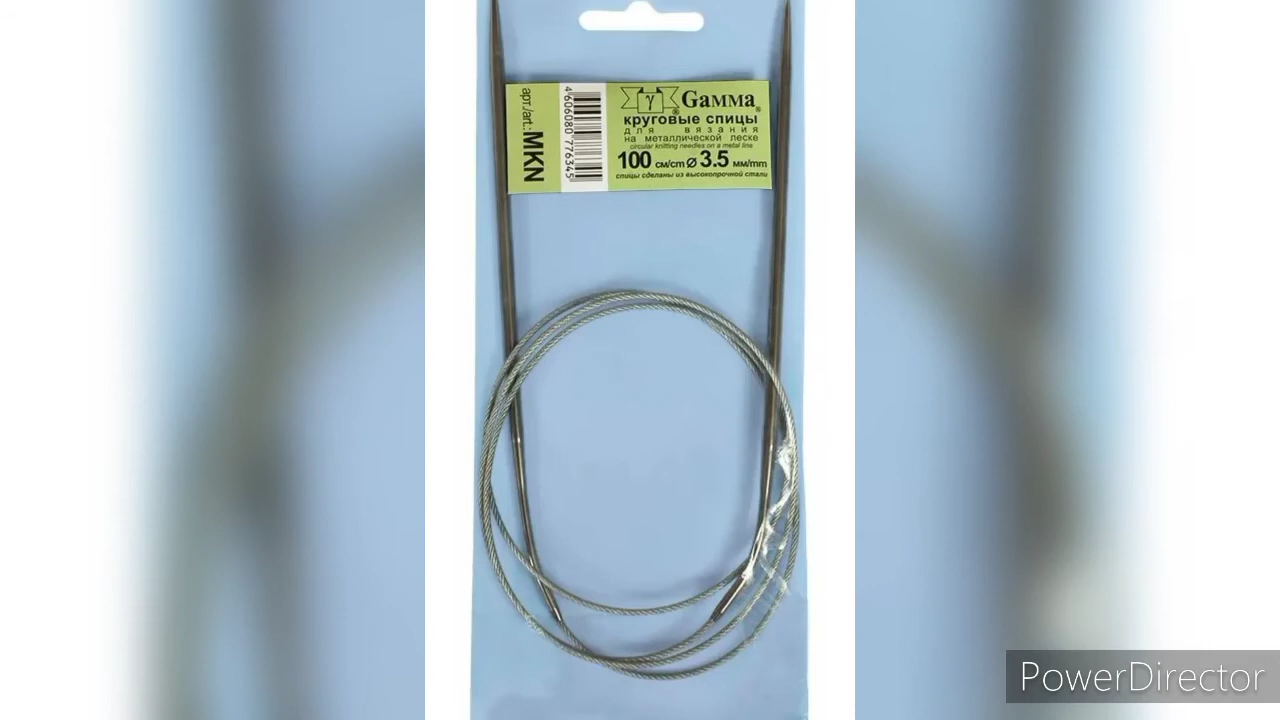 арт./art.: MKN
4606080776345
γ ® Gamma®
круговые спицы
для вязания
на металлической леске
circular knitting needles on a metal line
100 см/cm Ø 3.5 мм/mm
спицы сделаны из высокопрочной стали
PowerDirector